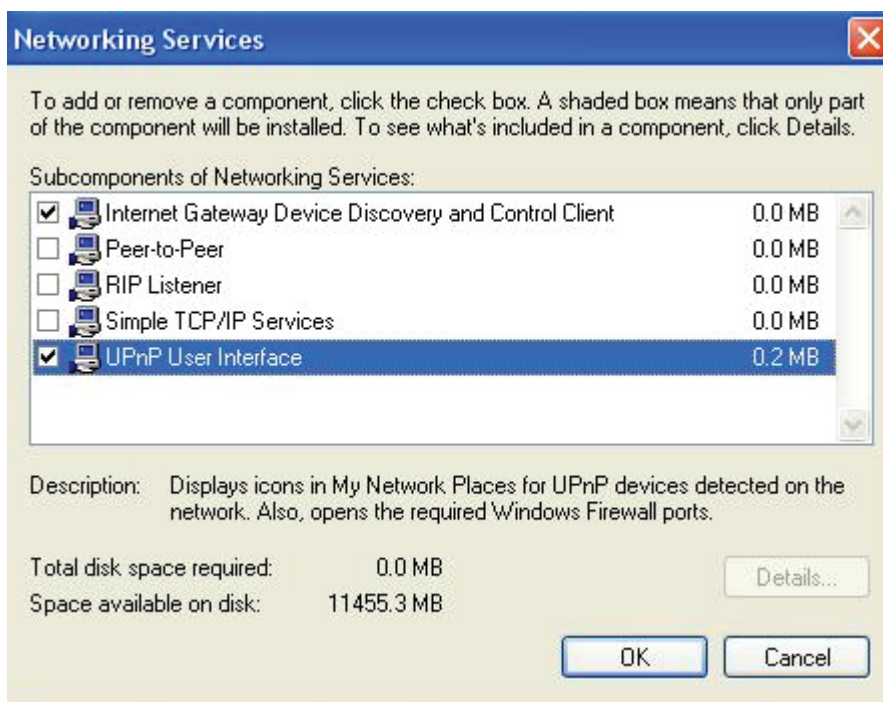 Networking Services
To add or remove a component, click the check box. A shaded box means that only part
of the component will be installed. To see what's included in a component, click Details.
Subcomponents of Networking Services:
Internet Gateway Device Discovery and Control Client 0.0 MB
Peer-to-Peer 0.0 MB
RIP Listener 0.0 MB
Simple TCP/IP Services 0.0 MB
UPnP User Interface 0.2 MB
Description: Displays icons in My Network Places for UPnP devices detected on the
network. Also, opens the required Windows Firewall ports.
Total disk space required: 0.0 MB
Details...
Space available on disk: 11455.3 MB
OK Cancel